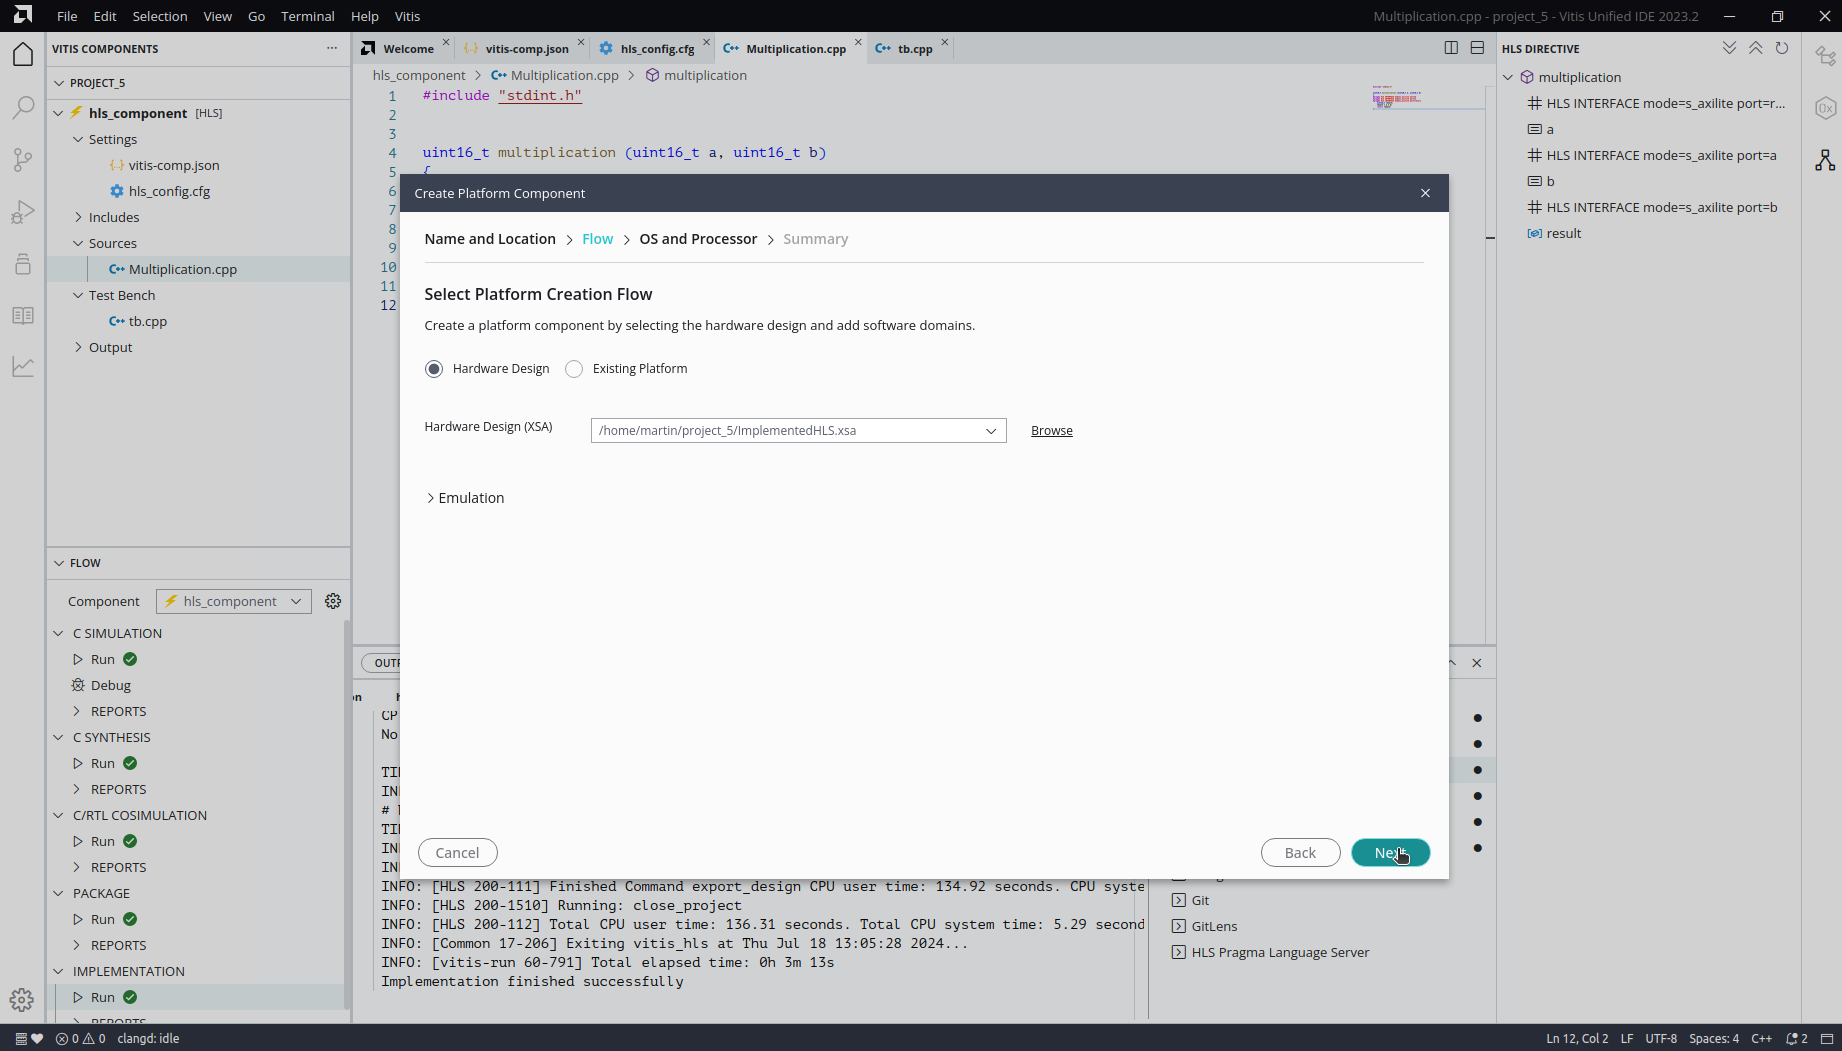 File Edit Selection View Go Terminal Help Vitis
Multiplication.cpp - project_5 - Vitis Unified IDE 2023.2
VITIS COMPONENTS
PROJECT_5
hls_component [HLS]
Settings
vitis-comp.json
hls_config.cfg
Includes
Sources
Multiplication.cpp
Test Bench
tb.cpp
Output
FLOW
Component hls_component
C SIMULATION
Run
Debug
REPORTS
C SYNTHESIS
Run
REPORTS
C/RTL COSIMULATION
Run
REPORTS
PACKAGE
Run
REPORTS
IMPLEMENTATION
Run
REPORTS
Welcome vitis-comp.json hls_config.cfg Multiplication.cpp tb.cpp
hls_component > Multiplication.cpp > multiplication
1 #include "stdint.h"
2
3
4 uint16_t multiplication (uint16_t a, uint16_t b)
5 {
6
7
8
9
10
11
12
Create Platform Component
Name and Location > Flow > OS and Processor > Summary
Select Platform Creation Flow
Create a platform component by selecting the hardware design and add software domains.
Hardware Design Existing Platform
Hardware Design (XSA) /home/martin/project_5/ImplementedHLS.xsa Browse
Emulation
Cancel Back Next
OUTP
on h
CP
No
TI
IN
#
TI
IN
IN
INFO: [HLS 200-111] Finished Command export_design CPU user time: 134.92 seconds. CPU syste
INFO: [HLS 200-1510] Running: close_project
INFO: [HLS 200-112] Total CPU user time: 136.31 seconds. Total CPU system time: 5.29 second
INFO: [Common 17-206] Exiting vitis_hls at Thu Jul 18 13:05:28 2024...
INFO: [vitis-run 60-791] Total elapsed time: 0h 3m 13s
Implementation finished successfully
Git
GitLens
HLS Pragma Language Server
HLS DIRECTIVE
multiplication
HLS INTERFACE mode=s_axilite port=r...
a
HLS INTERFACE mode=s_axilite port=a
b
HLS INTERFACE mode=s_axilite port=b
result
0 0 clangd: idle
Ln 12, Col 2 LF UTF-8 Spaces: 4 C++ 2